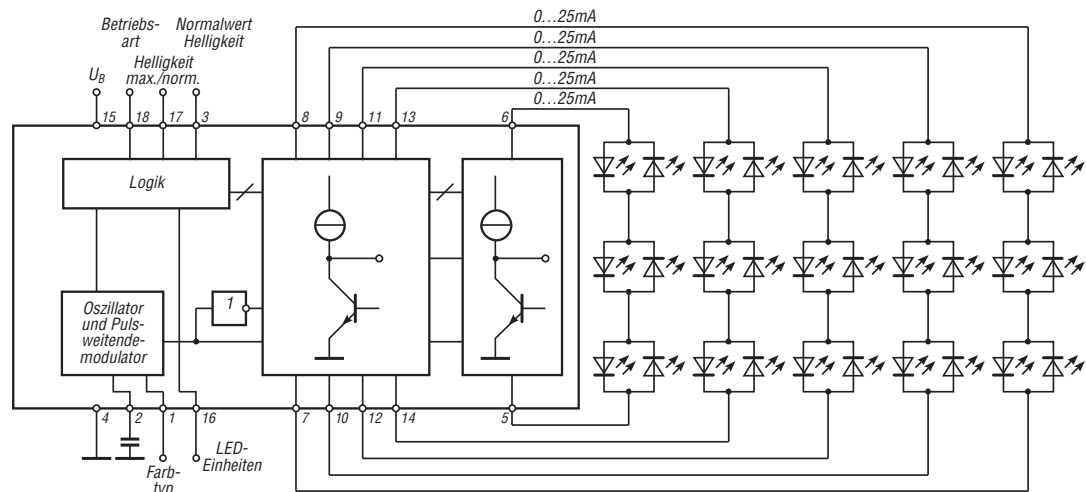 0…25mA
0…25mA
0…25mA
0…25mA
0…25mA
Betriebs-
art
Normalwert
Helligkeit
Helligkeit
max./norm.
UB
15
18
17
3
8
9
11
13
6
Logik
1
Oszillator
und Puls-
weitende-
modulator
4
2
1
16
7
10
12
14
5
LED-
Einheiten
Farb-
typ